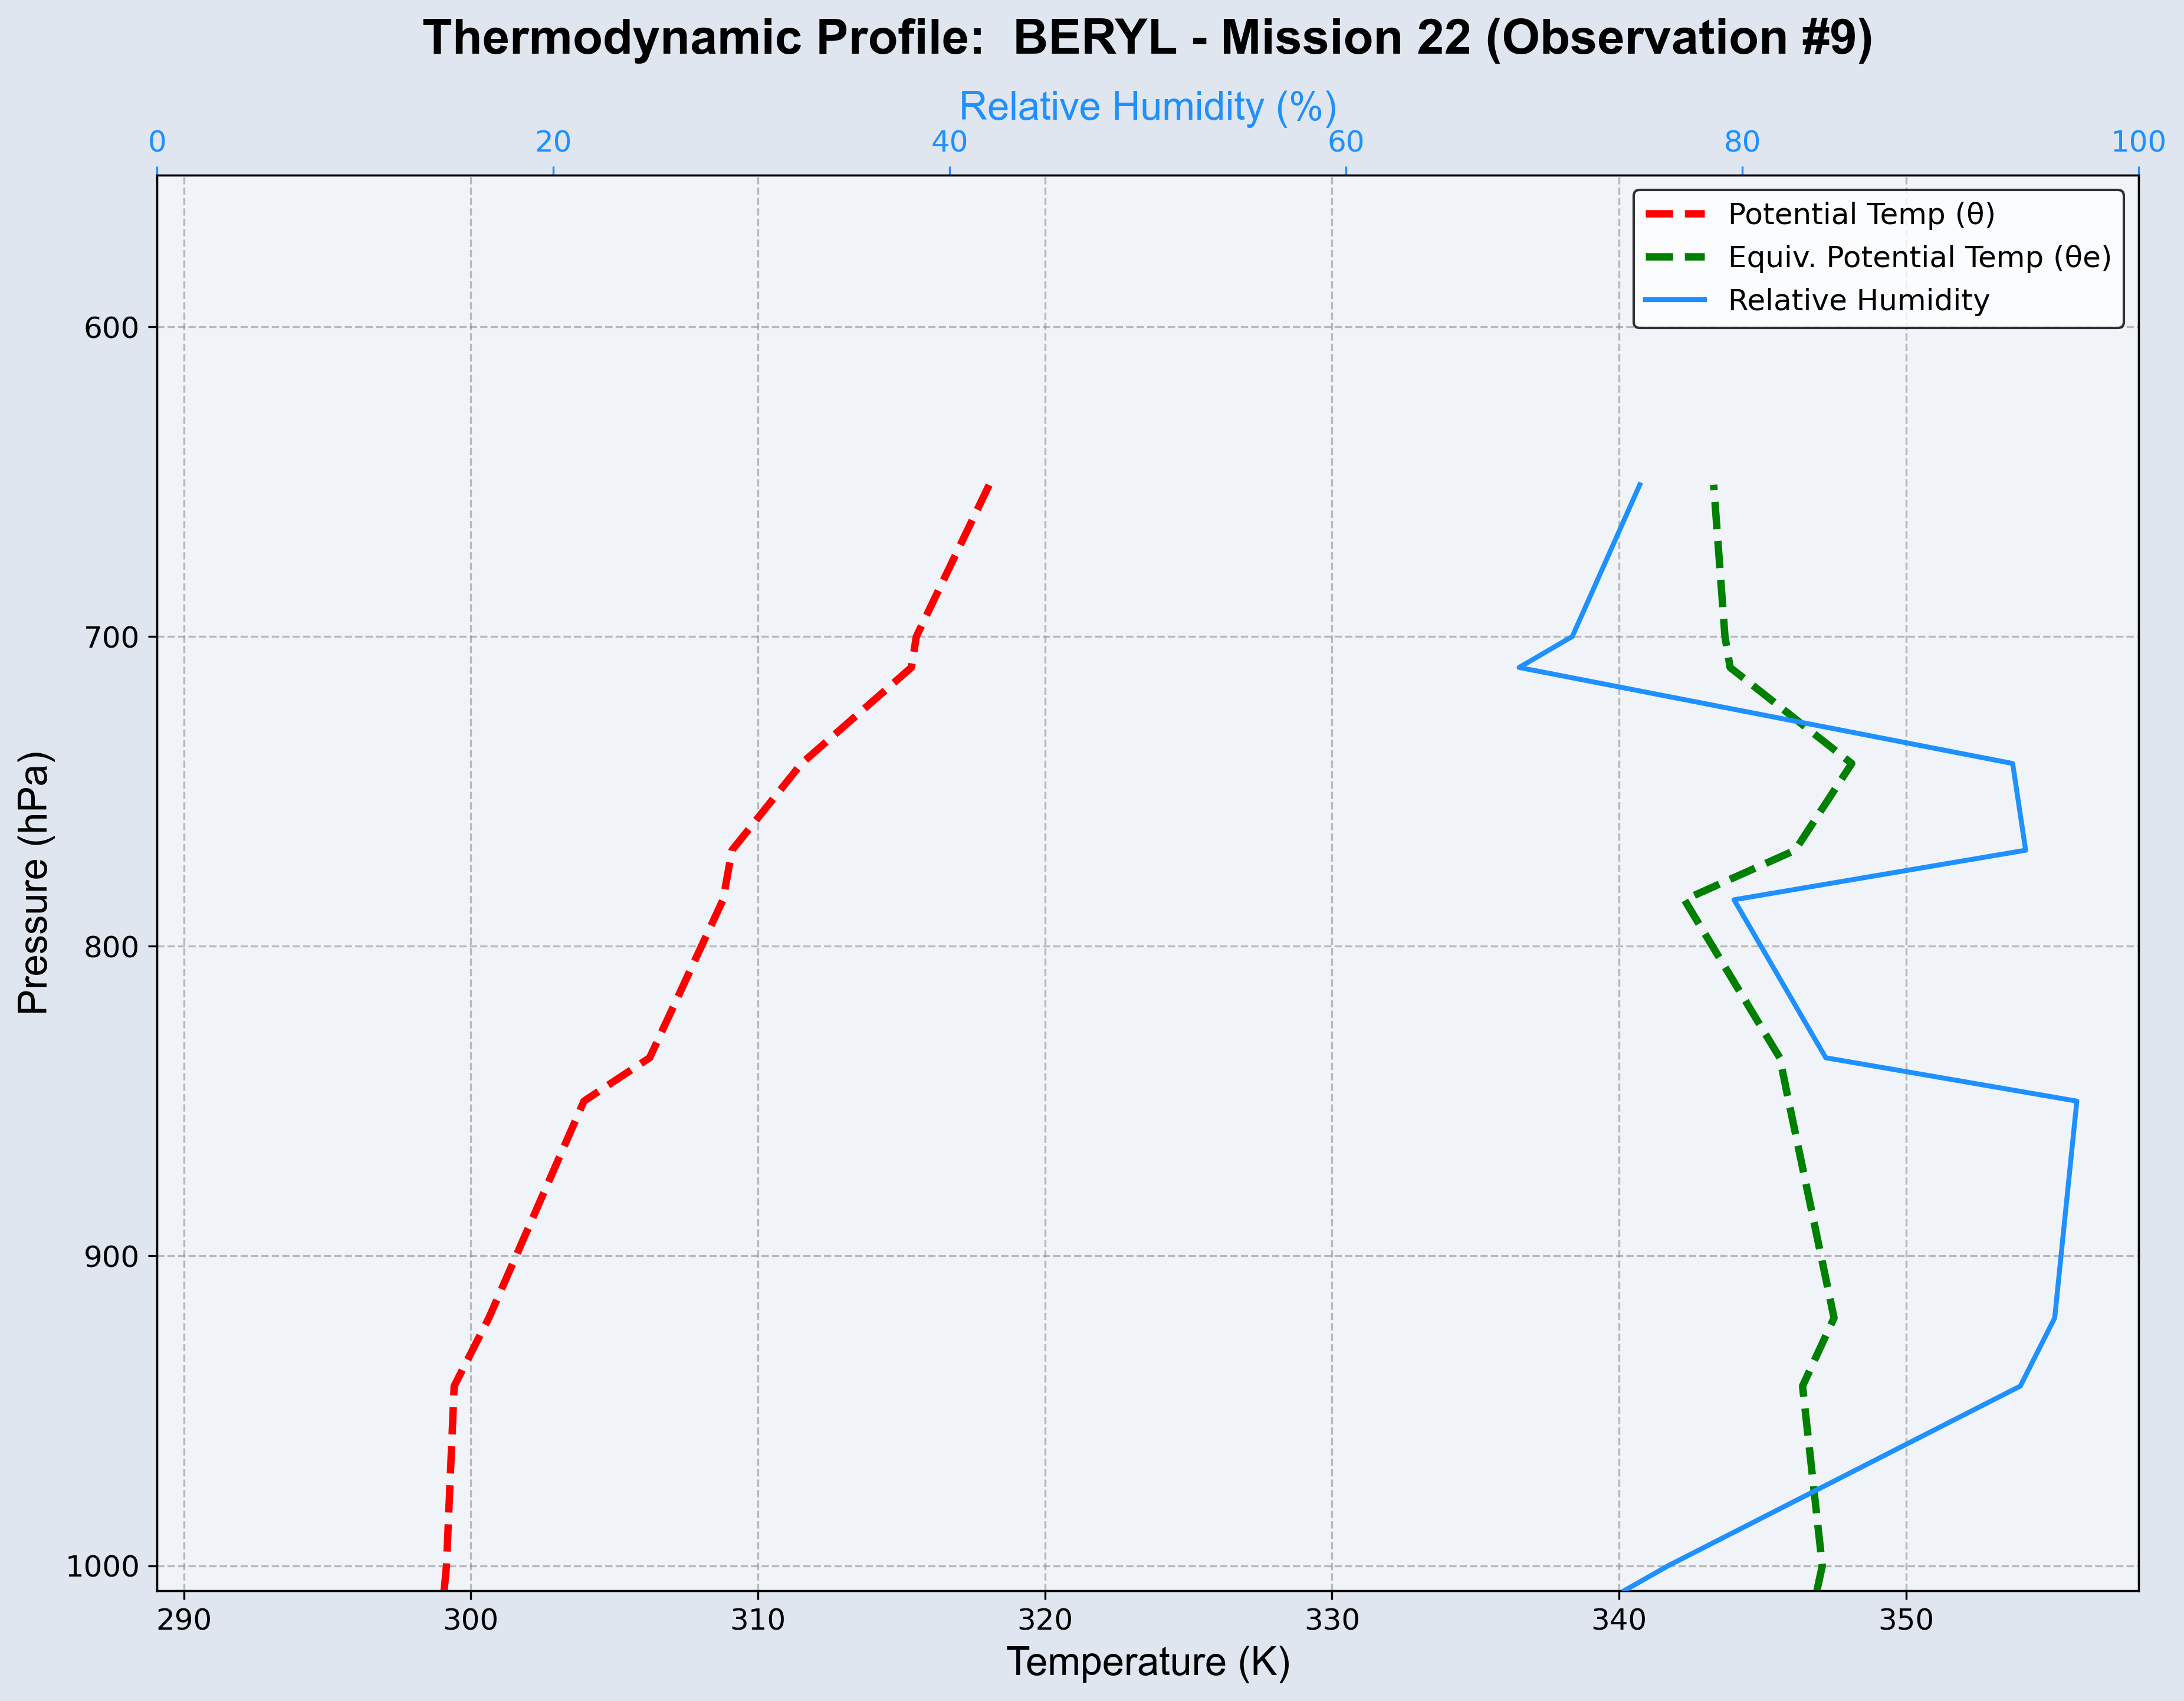 Thermodynamic Profile:  BERYL - Mission 22 (Observation #9)
Relative Humidity (%)
0 20 40 60 80 100
Potential Temp (θ)
Equiv. Potential Temp (θe)
Relative Humidity
600
700
800
900
1000
Pressure (hPa)
290 300 310 320 330 340 350
Temperature (K)